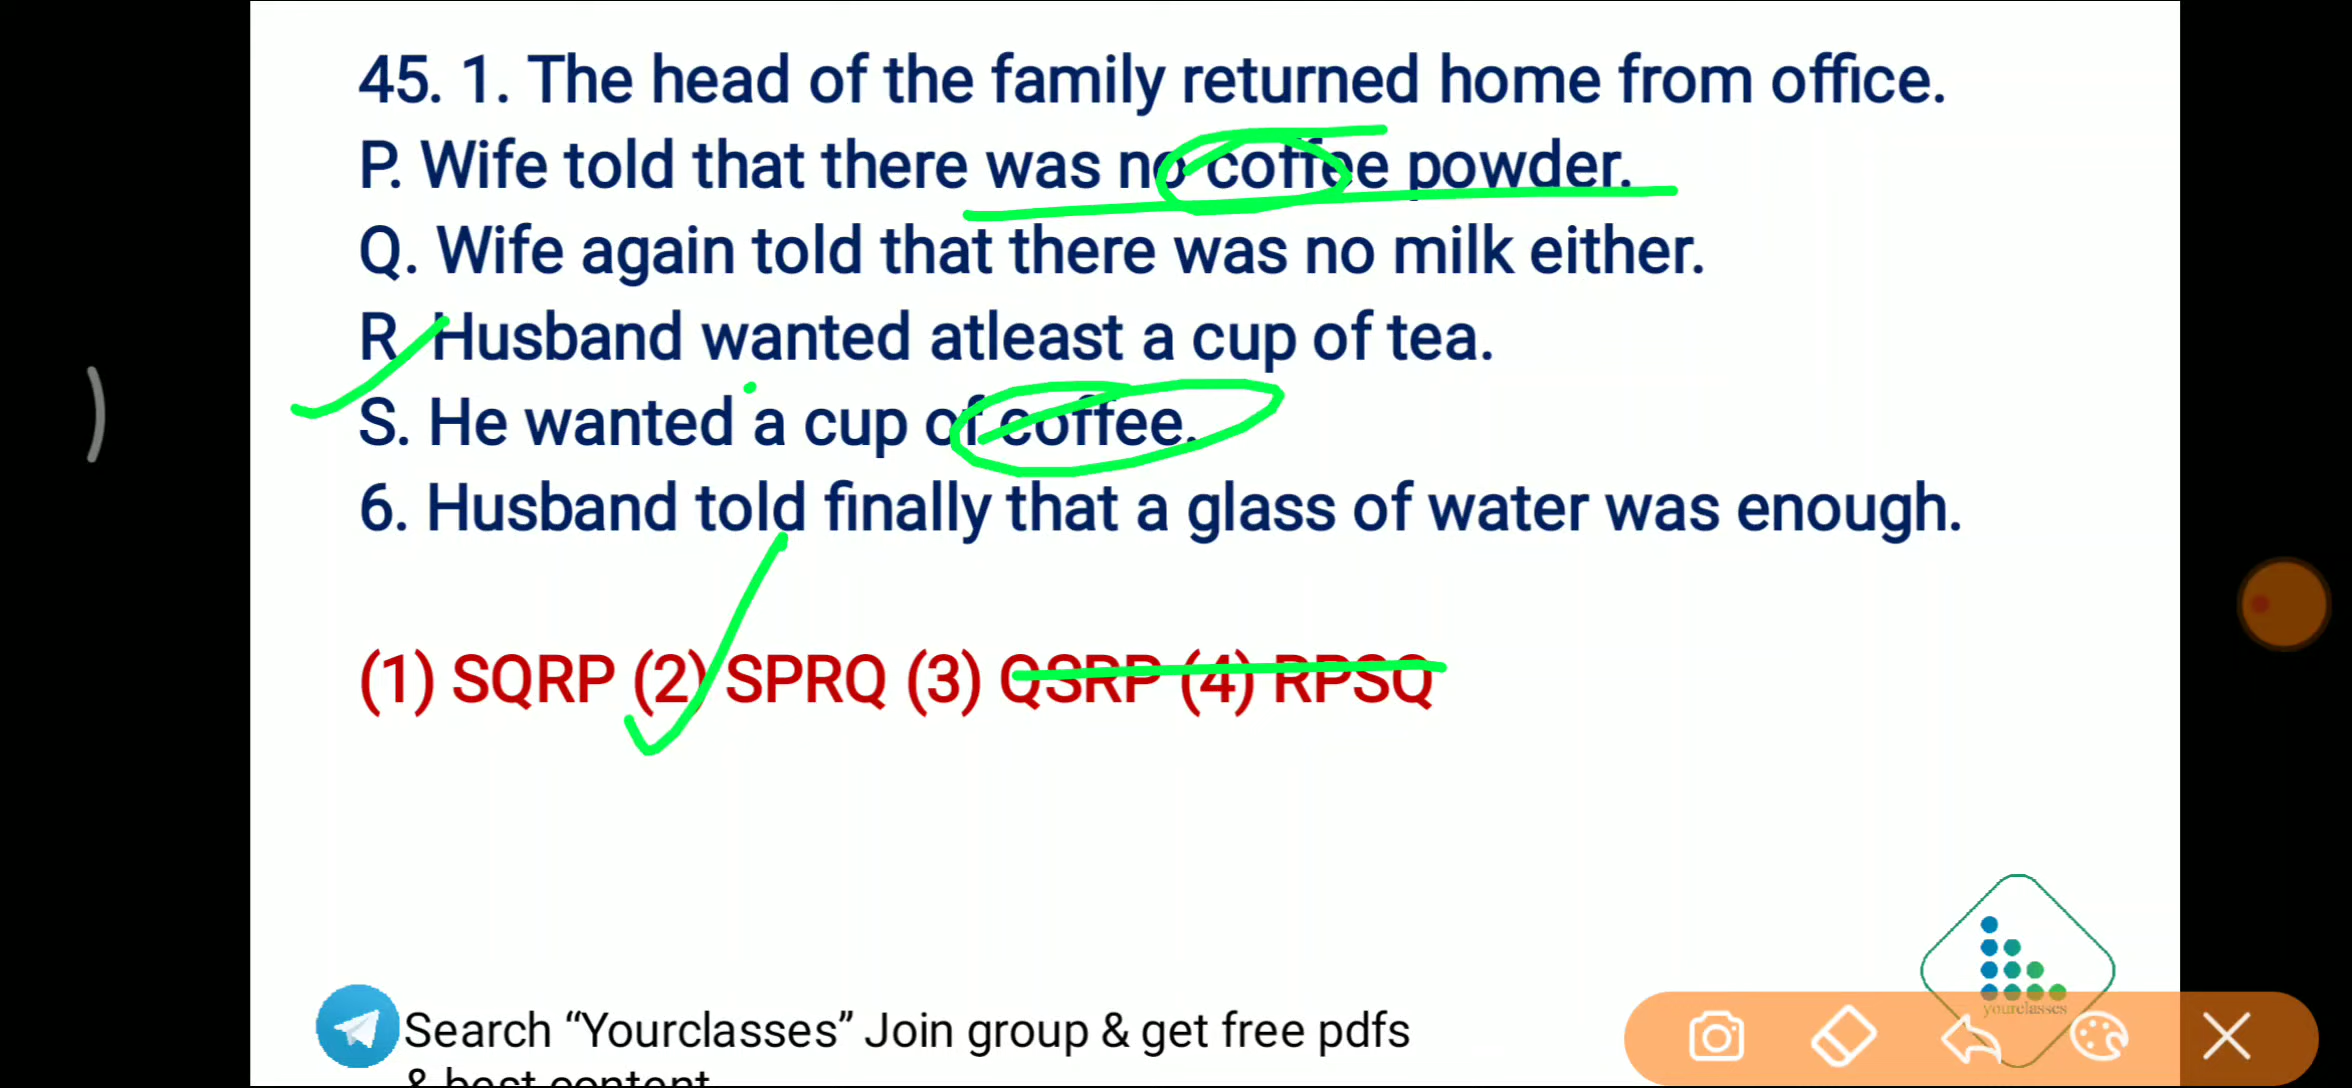 45. 1. The head of the family returned home from office.
P. Wife told that there was no coffee powder.
Q. Wife again told that there was no milk either.
R. Husband wanted atleast a cup of tea.
S. He wanted a cup of coffee.
6. Husband told finally that a glass of water was enough.
(1) SQRP (2) SPRQ (3) QSRP (4) RPSQ
yourclasses
Search “Yourclasses” Join group & get free pdfs
& best content